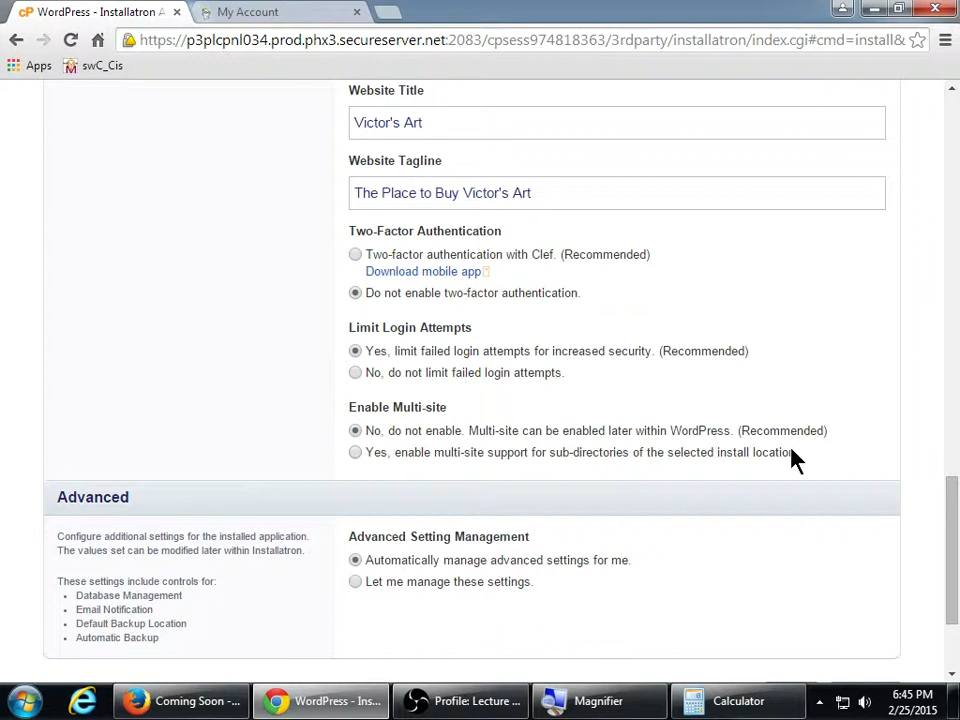 WordPress - Installatron A
My Account
https://p3plcpnl034.prod.phx3.secureserver.net:2083/cpsess974818363/3rdparty/installatron/index.cgi#cmd=install&
Apps
swC_Cis
Website Title
Victor's Art
Website Tagline
The Place to Buy Victor's Art
Two-Factor Authentication
Two-factor authentication with Clef. (Recommended)
Download mobile app
Do not enable two-factor authentication.
Limit Login Attempts
Yes, limit failed login attempts for increased security. (Recommended)
No, do not limit failed login attempts.
Enable Multi-site
No, do not enable. Multi-site can be enabled later within WordPress. (Recommended)
Yes, enable multi-site support for sub-directories of the selected install location.
Advanced
Configure additional settings for the installed application.
The values set can be modified later within Installatron.
These settings include controls for:
• Database Management
• Email Notification
• Default Backup Location
• Automatic Backup
Advanced Setting Management
Automatically manage advanced settings for me.
Let me manage these settings.
Coming Soon -...
WordPress - Ins...
Profile: Lecture ...
Magnifier
Calculator
6:45 PM
2/25/2015